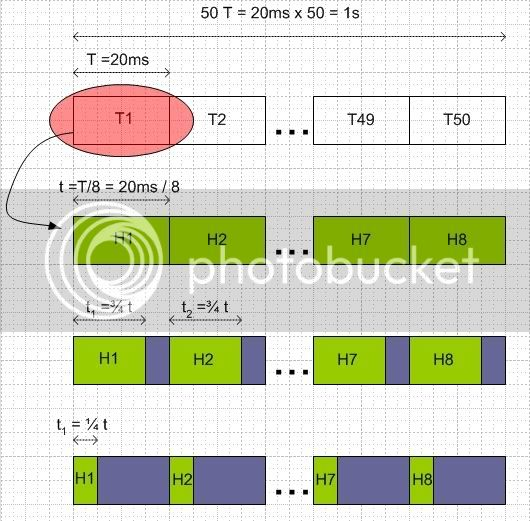 50 T = 20ms x 50 = 1s
T =20ms
T1 T2 ... T49 T50
t =T/8 = 20ms / 8
H1 H2 ... H7 H8
photobucket
t1 =¾ t t2 =¾ t
H1 H2 ... H7 H8
t1 = ¼ t
H1 H2 ... H7 H8